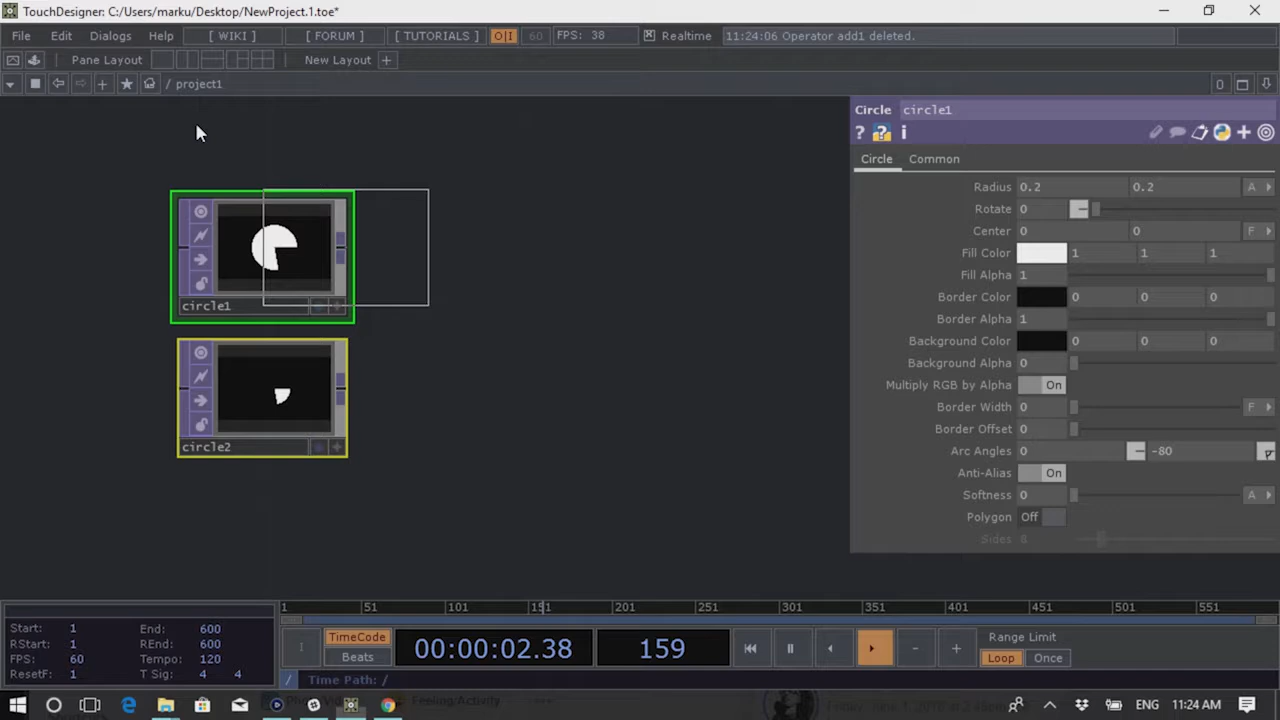 TouchDesigner: C:/Users/marku/Desktop/NewProject.1.toe*
File Edit Dialogs Help [ WIKI ] [ FORUM ] [ TUTORIALS ] O|I 60 FPS: 38 Realtime 11:24:06 Operator add1 deleted.
Pane Layout New Layout +
/ project1 0
Circle circle1
? ? i
Circle Common
Radius 0.2 0.2 A
Rotate 0
Center 0 0 F
Fill Color 1 1 1
Fill Alpha 1
Border Color 0 0 0
Border Alpha 1
Background Color 0 0 0
Background Alpha 0
Multiply RGB by Alpha On
Border Width 0 F
Border Offset 0
Arc Angles 0 -80
Anti-Alias On
Softness 0 A
Polygon Off
Sides 8
circle1
circle2
1 51 101 151 201 251 301 351 401 451 501 551
Start: 1 End: 600
RStart: 1 REnd: 600
FPS: 60 Tempo: 120
ResetF: 1 T Sig: 4 4
TimeCode
Beats
00:00:02.38 159
Range Limit
Loop Once
/ Time Path: /
Feeling/Activity
ENG 11:24 AM